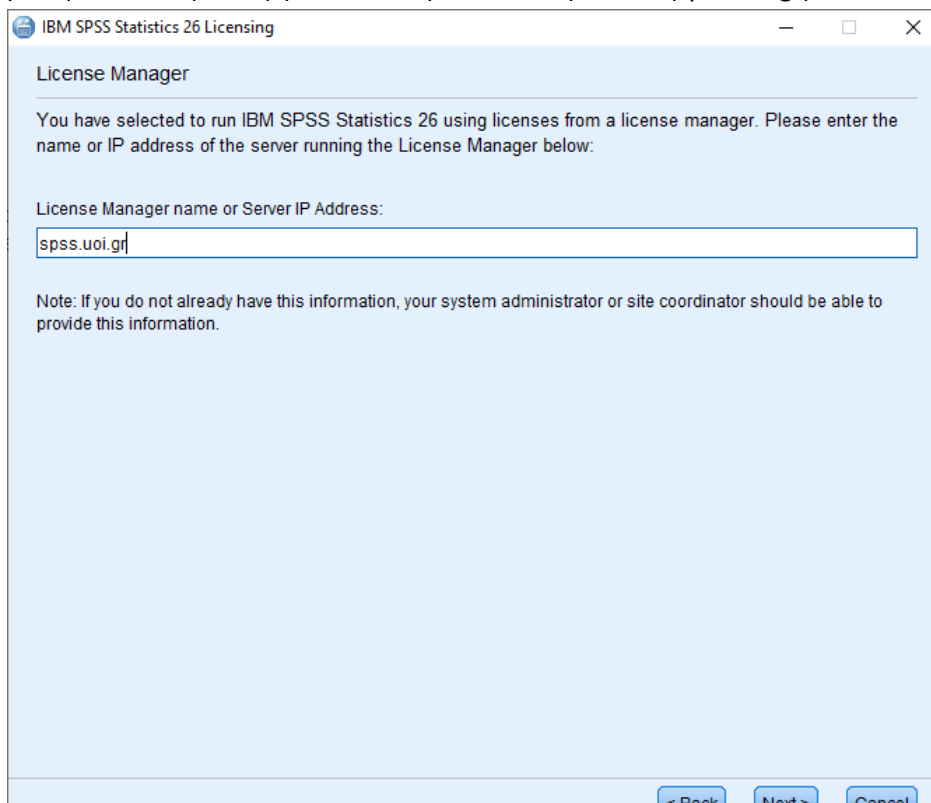 IBM SPSS Statistics 26 Licensing
License Manager
You have selected to run IBM SPSS Statistics 26 using licenses from a license manager. Please enter the
name or IP address of the server running the License Manager below:
License Manager name or Server IP Address:
spss.uoi.gr
Note: If you do not already have this information, your system administrator or site coordinator should be able to
provide this information.
< Back Next > Cancel